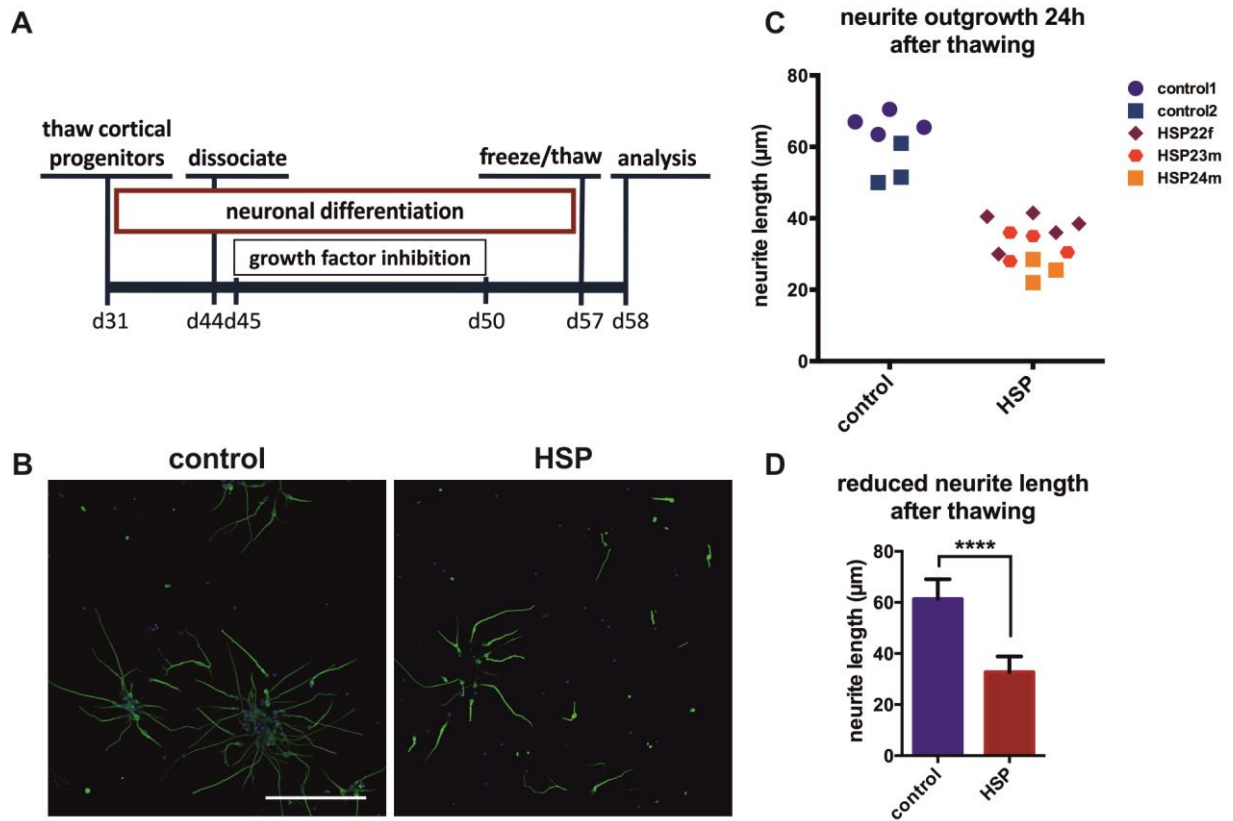 A
thaw cortical
progenitors
dissociate
freeze/thaw
analysis
neuronal differentiation
growth factor inhibition
d31
d44
d45
d50
d57
d58
B
control
HSP
C
neurite outgrowth 24h
after thawing
neurite length (µm)
80
60
40
20
0
control
HSP
control1
control2
HSP22f
HSP23m
HSP24m
D
reduced neurite length
after thawing
neurite length (µm)
80
60
40
20
0
****
control
HSP